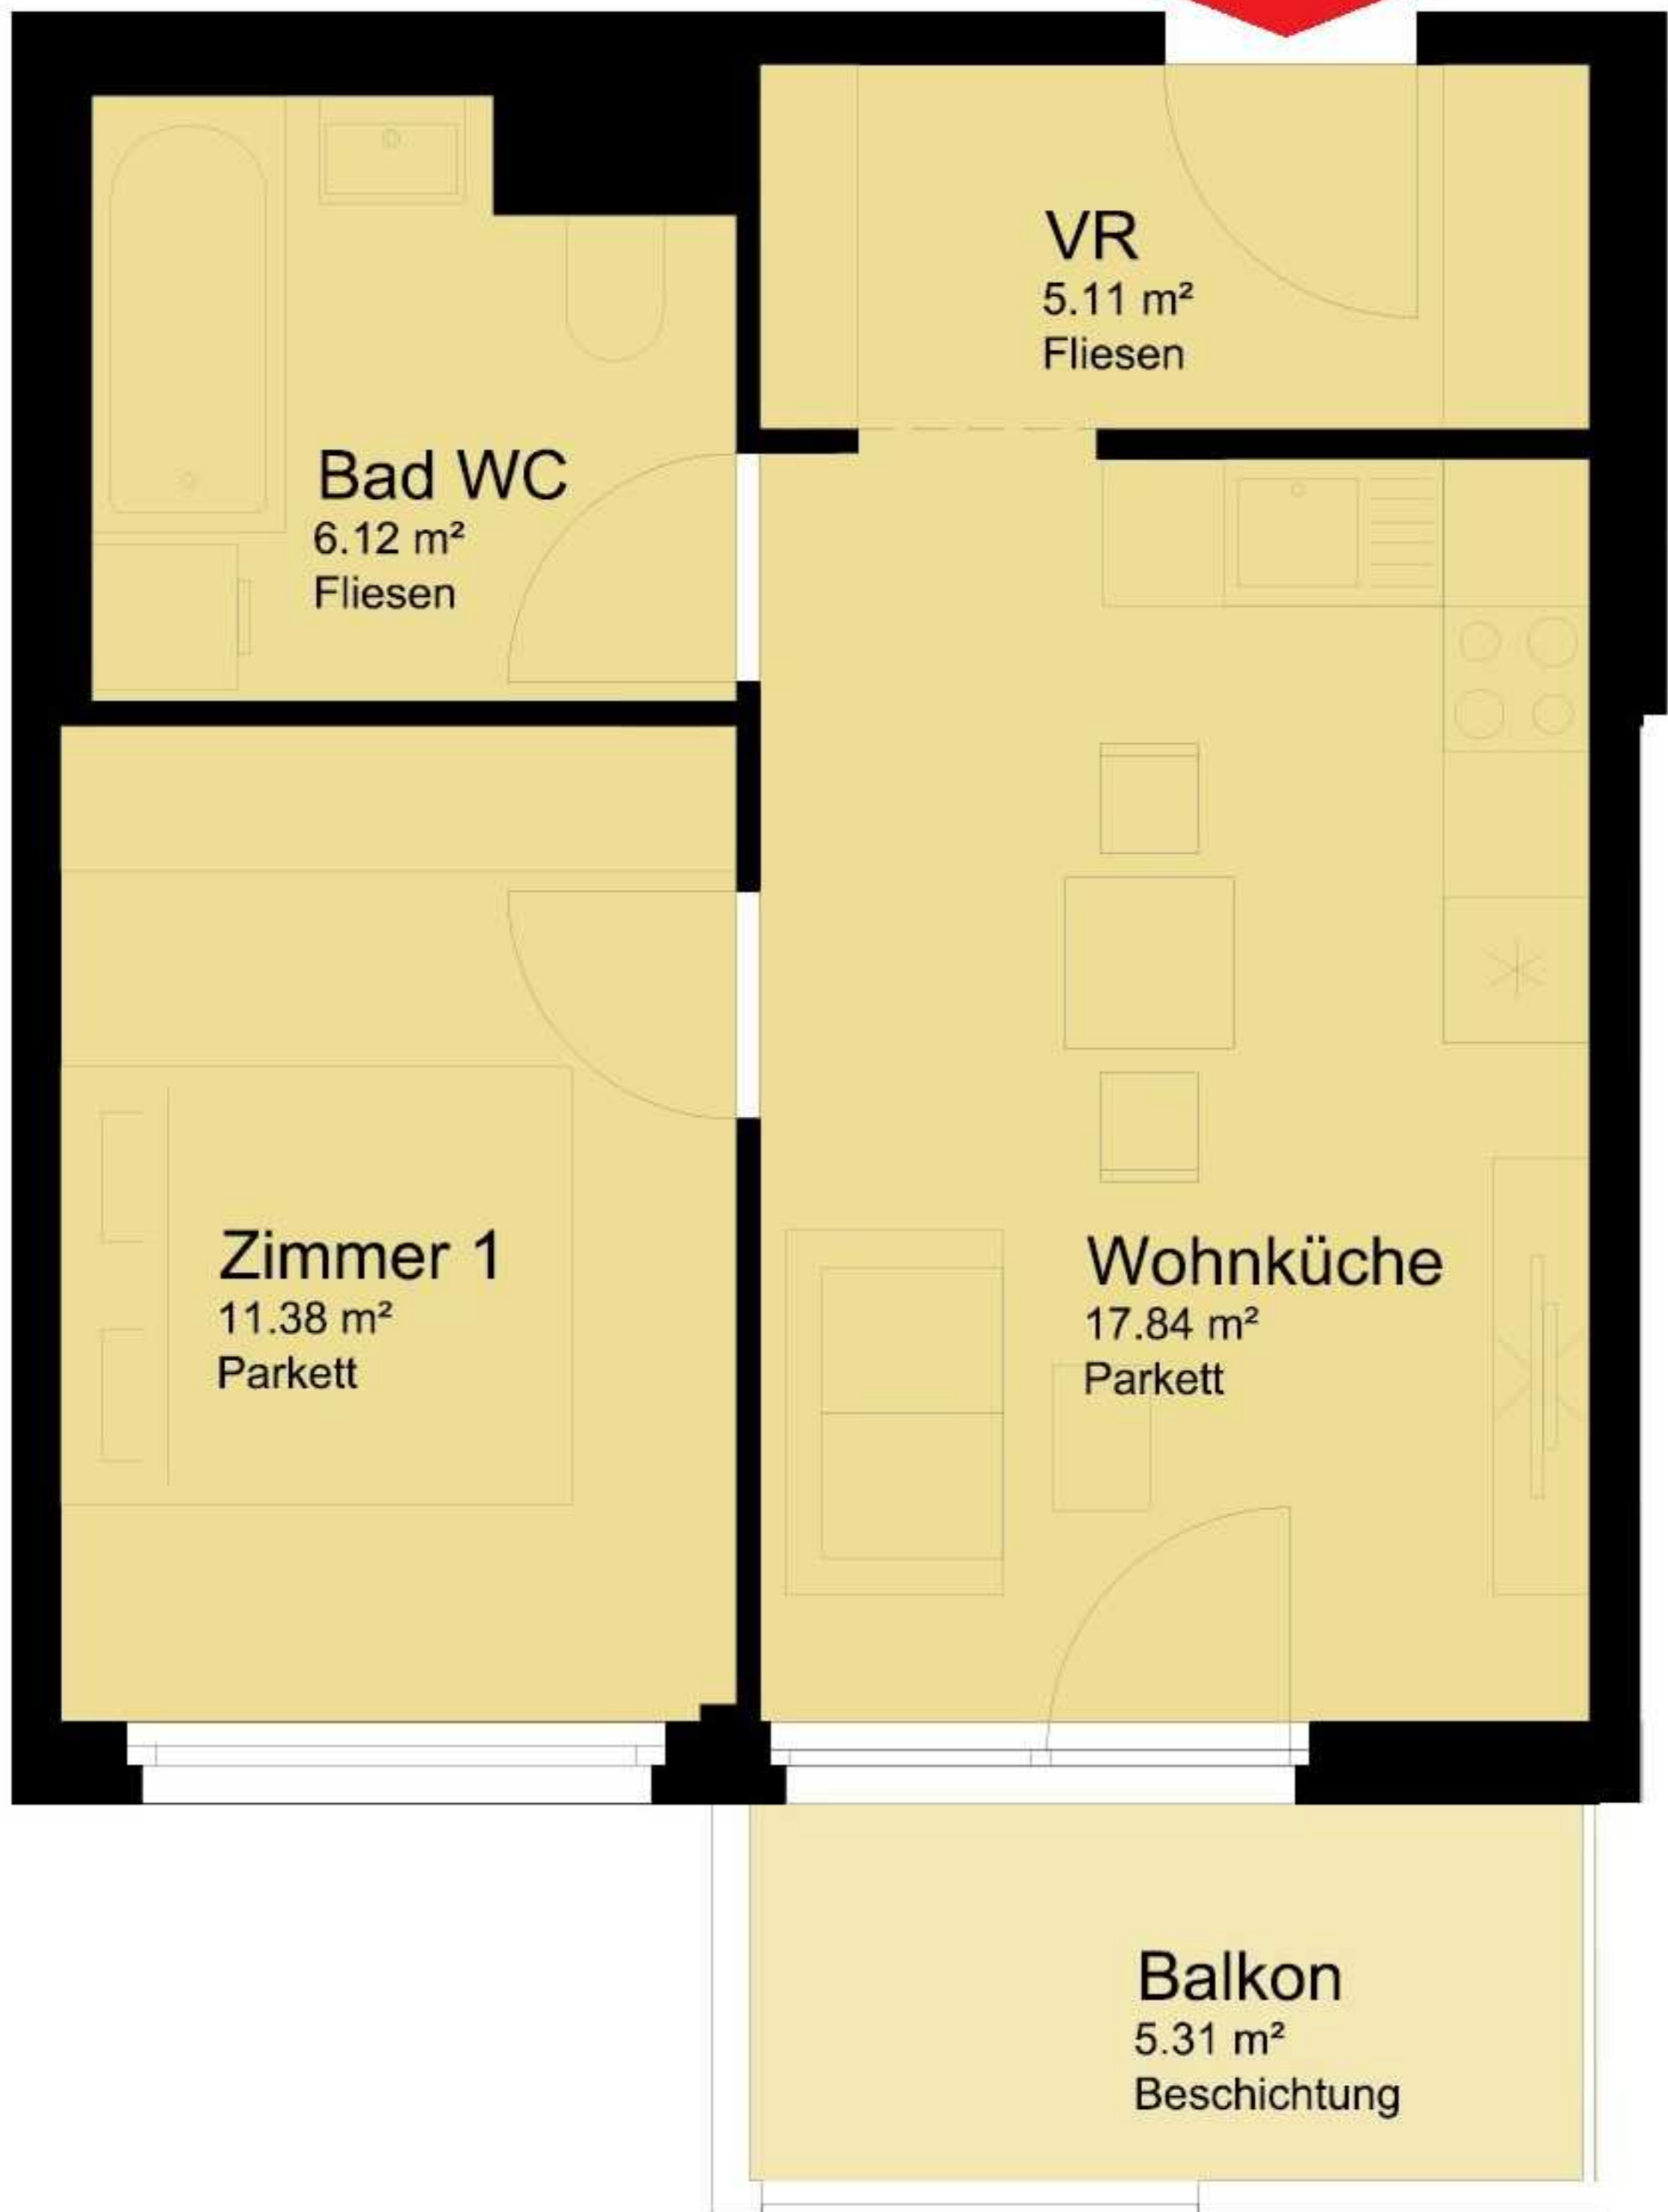 VR
5.11 m²
Fliesen
Bad WC
6.12 m²
Fliesen
Zimmer 1
11.38 m²
Parkett
Wohnküche
17.84 m²
Parkett
Balkon
5.31 m²
Beschichtung